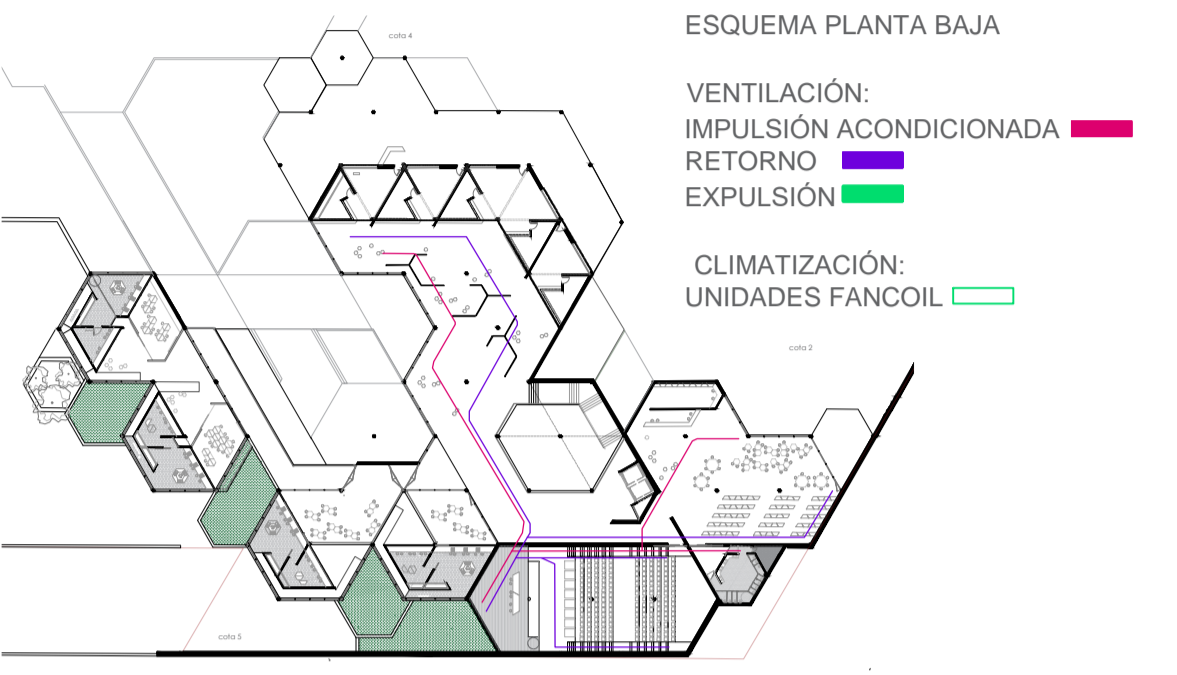 ESQUEMA PLANTA BAJA
cota 4
VENTILACIÓN:
IMPULSIÓN ACONDICIONADA
RETORNO
EXPULSIÓN
CLIMATIZACIÓN:
UNIDADES FANCOIL
cota 2
cota 5